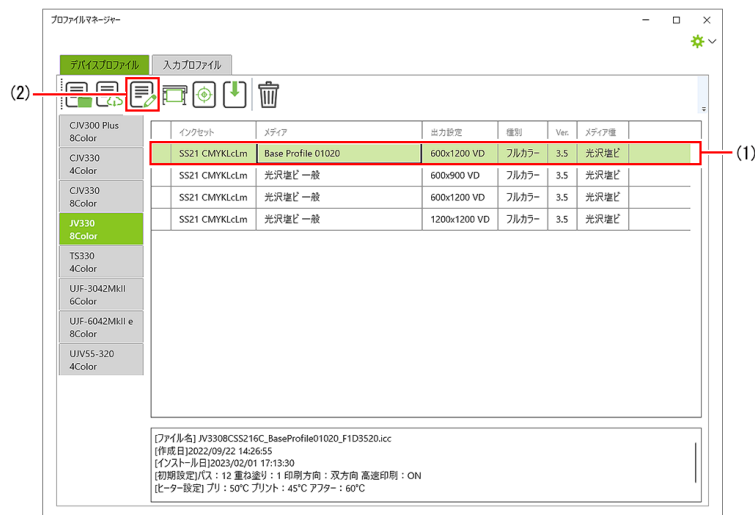 プロファイルマネージャー
デバイスプロファイル 入力プロファイル
(2)
CJV300 Plus
8Color
CJV330
4Color
CJV330
8Color
JV330
8Color
TS330
4Color
UJF-3042MkII
6Color
UJF-6042MkII e
8Color
UJV55-320
4Color
インクセット メディア 出力設定 種別 Ver. メディア種
SS21 CMYKLcLm Base Profile 01020 600x1200 VD フルカラー 3.5 光沢塩ビ
(1)
SS21 CMYKLcLm 光沢塩ビ 一般 600x900 VD フルカラー 3.5 光沢塩ビ
SS21 CMYKLcLm 光沢塩ビ 一般 600x1200 VD フルカラー 3.5 光沢塩ビ
SS21 CMYKLcLm 光沢塩ビ 一般 1200x1200 VD フルカラー 3.5 光沢塩ビ
[ファイル名] JV3308CSS216C_BaseProfile01020_F1D3520.icc
[作成日]2022/09/22 14:26:55
[インストール日]2023/02/01 17:13:30
[初期設定]パス：12 重ね塗り：1 印刷方向：双方向 高速印刷：ON
[ヒーター設定] プリ：50℃ プリント：45℃ アフター：60℃